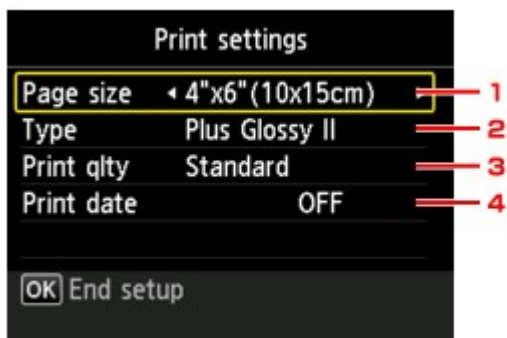 Print settings
Page size 4"x6"(10x15cm) 1
Type Plus Glossy II 2
Print qlty Standard 3
Print date OFF 4
OK End setup